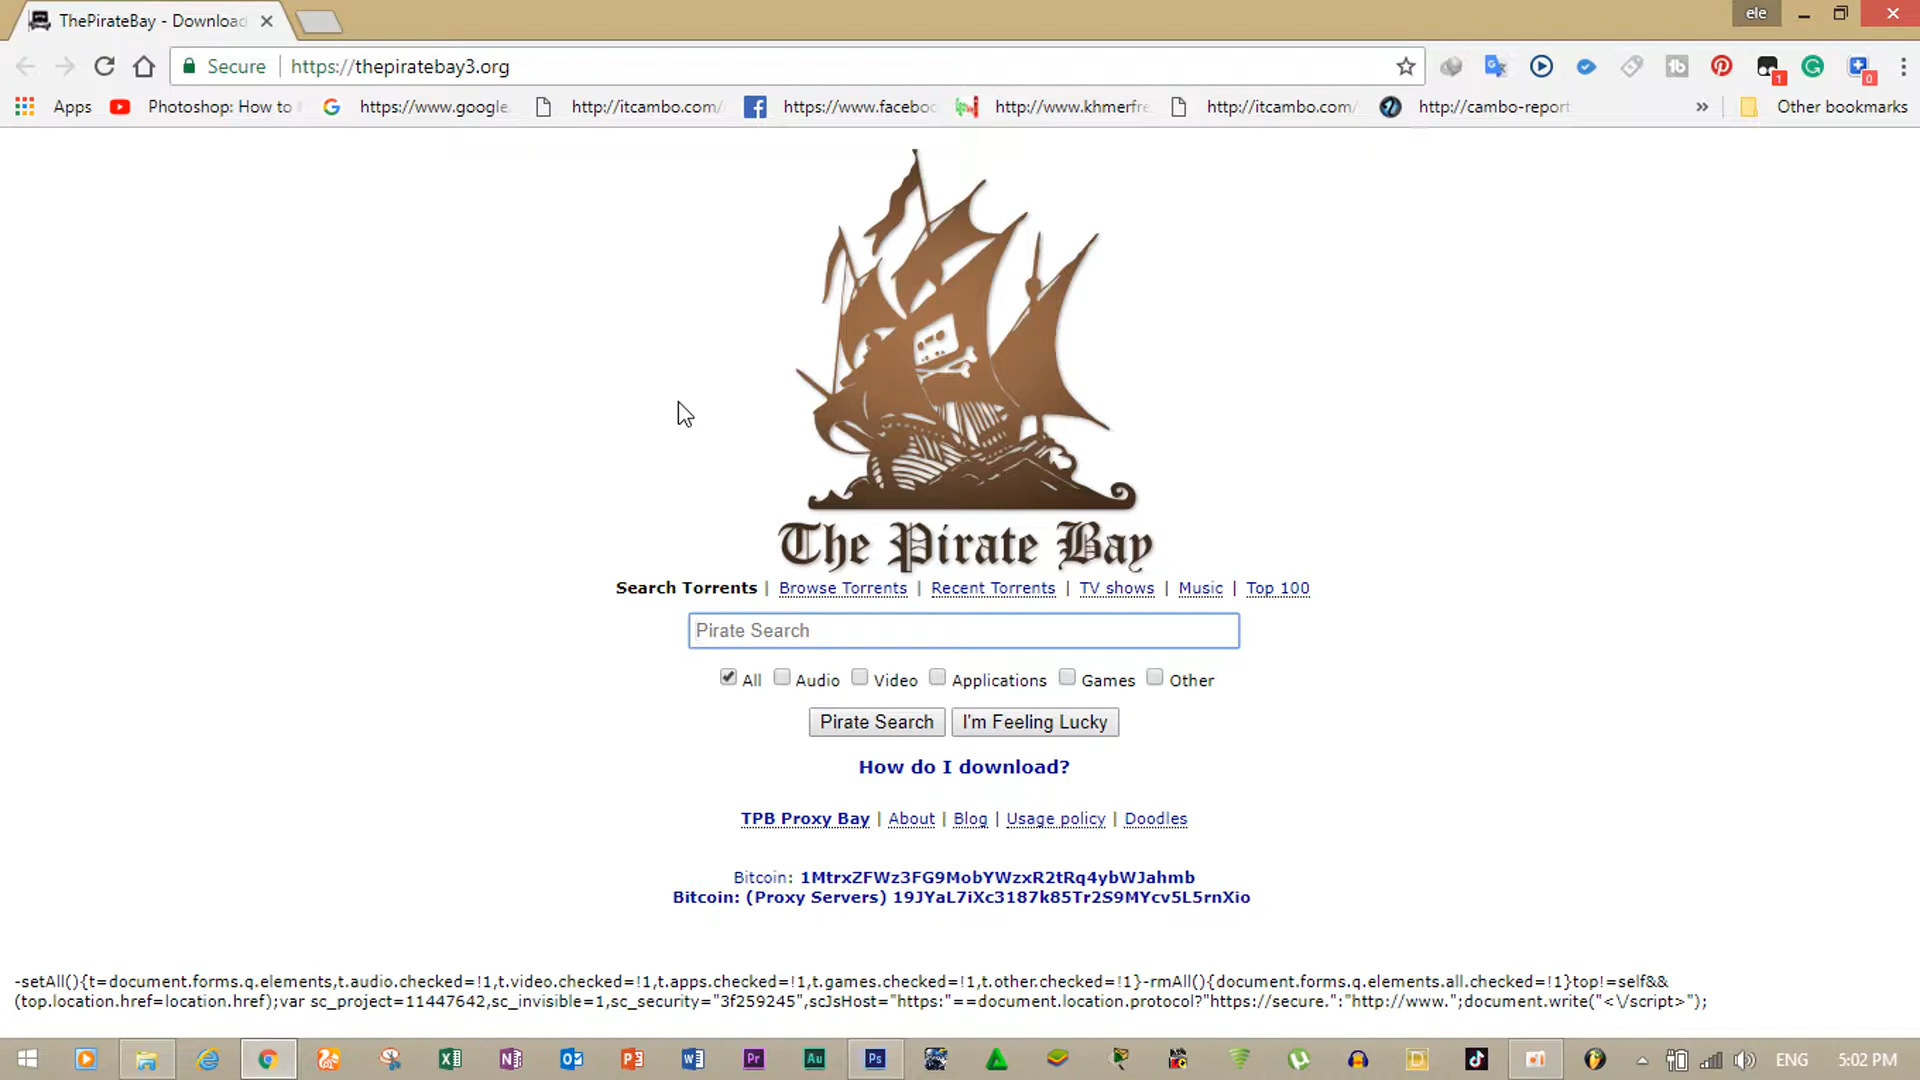 ThePirateBay - Download
ele
Secure https://thepiratebay3.org
Apps Photoshop: How to https://www.google. http://itcambo.com/ https://www.facebo http://www.khmerfre http://itcambo.com/ http://cambo-report » Other bookmarks
The Pirate Bay
Search Torrents | Browse Torrents | Recent Torrents | TV shows | Music | Top 100
Pirate Search
All Audio Video Applications Games Other
Pirate Search I'm Feeling Lucky
How do I download?
TPB Proxy Bay | About | Blog | Usage policy | Doodles
Bitcoin: 1MtrxZFWz3FG9MobYWzxR2tRq4ybWJahmb
Bitcoin: (Proxy Servers) 19JYaL7iXc3187k85Tr2S9MYcv5L5rnXio
-setAll(){t=document.forms.q.elements,t.audio.checked=!1,t.video.checked=!1,t.apps.checked=!1,t.games.checked=!1,t.other.checked=!1}-rmAll(){document.forms.q.elements.all.checked=!1}top!=self&&
(top.location.href=location.href);var sc_project=11447642,sc_invisible=1,sc_security="3f259245",scJsHost="https:"==document.location.protocol?"https://secure.":"http://www.";document.write("<\/script>");
ENG 5:02 PM